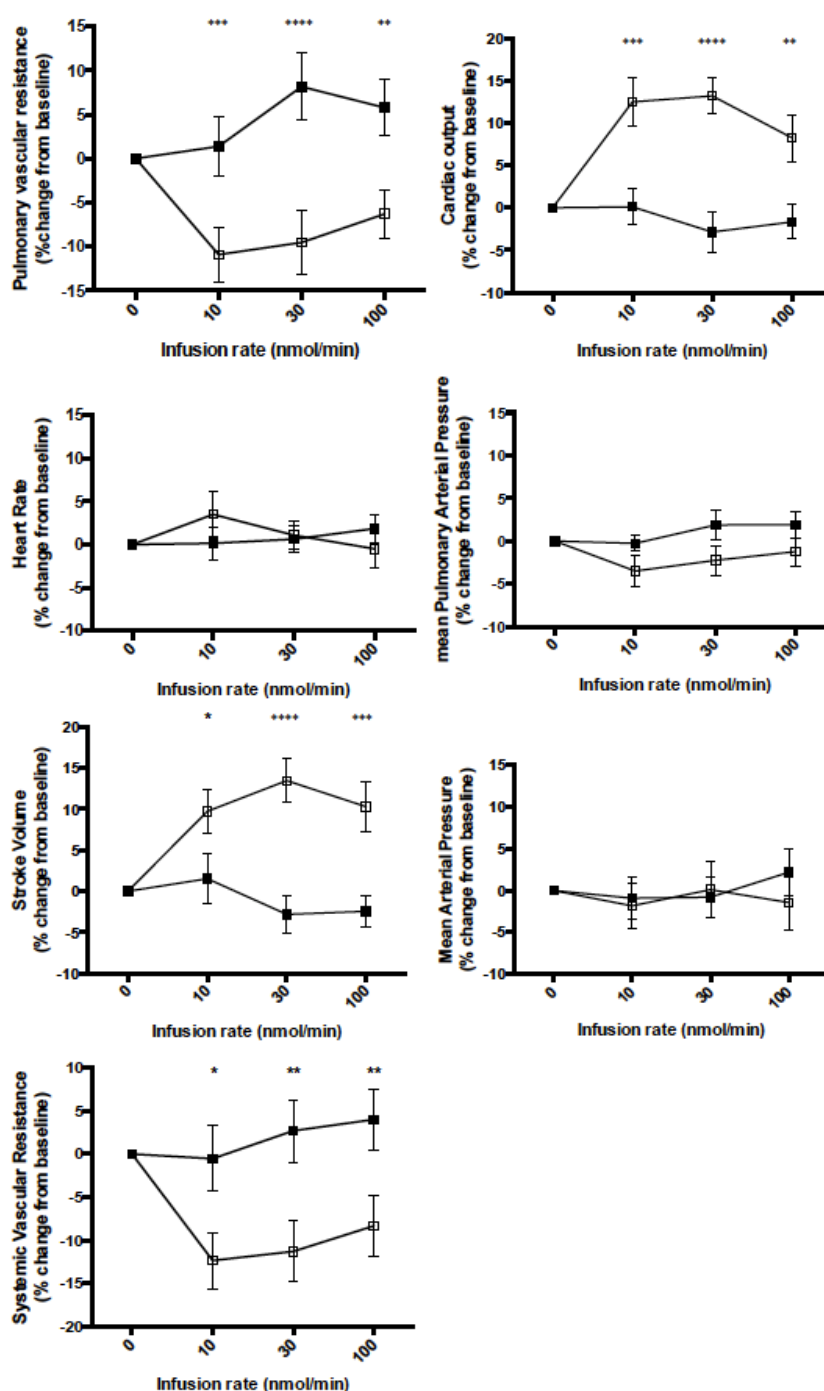 Pulmonary vascular resistance
(%change from baseline)
15
10
5
0
-5
-10
-15
*** **** **
0 10 30 100
Infusion rate (nmol/min)
Cardiac output
(% change from baseline)
20
15
10
5
0
-5
-10
*** **** **
0 10 30 100
Infusion rate (nmol/min)
Heart Rate
(% change from baseline)
15
10
5
0
-5
-10
0 10 30 100
Infusion rate (nmol/min)
mean Pulmonary Arterial Pressure
(% change from baseline)
15
10
5
0
-5
-10
0 10 30 100
Infusion rate (nmol/min)
Stroke Volume
(% change from baseline)
20
15
10
5
0
-5
-10
* **** ***
0 10 30 100
Infusion rate (nmol/min)
Mean Arterial Pressure
(% change from baseline)
15
10
5
0
-5
-10
0 10 30 100
Infusion rate (nmol/min)
Systemic Vascular Resistance
(% change from baseline)
10
5
0
-5
-10
-15
-20
* ** **
0 10 30 100
Infusion rate (nmol/min)